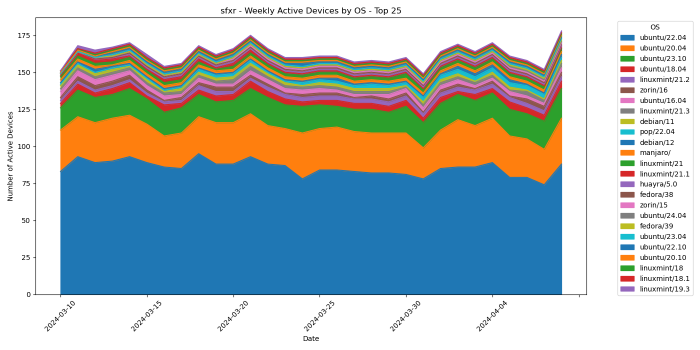 sfxr - Weekly Active Devices by OS - Top 25
Number of Active Devices
175
150
125
100
75
50
25
0
2024-03-10
2024-03-15
2024-03-20
2024-03-25
2024-03-30
2024-04-04
Date
OS
ubuntu/22.04
ubuntu/20.04
ubuntu/23.10
ubuntu/18.04
linuxmint/21.2
zorin/16
ubuntu/16.04
linuxmint/21.3
debian/11
pop/22.04
debian/12
manjaro/
linuxmint/21
linuxmint/21.1
huayra/5.0
fedora/38
zorin/15
ubuntu/24.04
fedora/39
ubuntu/23.04
ubuntu/22.10
ubuntu/20.10
linuxmint/18
linuxmint/18.1
linuxmint/19.3